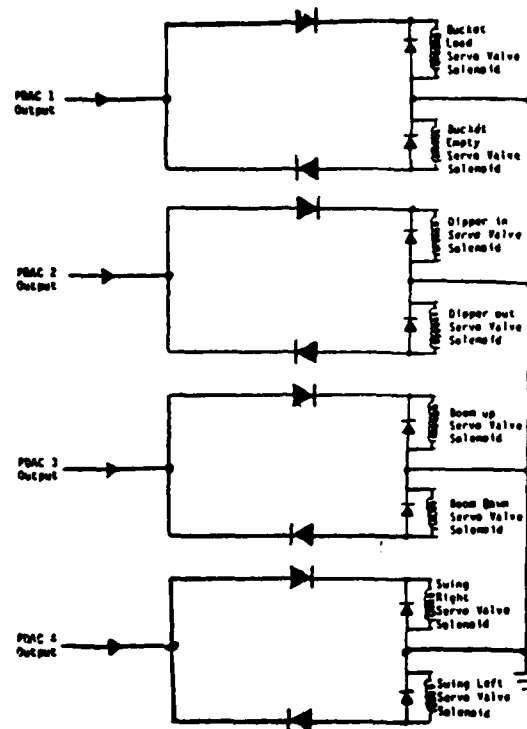 Bucket
Load
Servo Valve
Solenoid
PDAC 1
Output
Bucket
Empty
Servo Valve
Solenoid
Dipper in
Servo Valve
Solenoid
PDAC 2
Output
Dipper out
Servo Valve
Solenoid
Boom up
Servo Valve
Solenoid
PDAC 3
Output
Boom Down
Servo Valve
Solenoid
Swing
Right
Servo Valve
Solenoid
PDAC 4
Output
Swing Left
Servo Valve
Solenoid